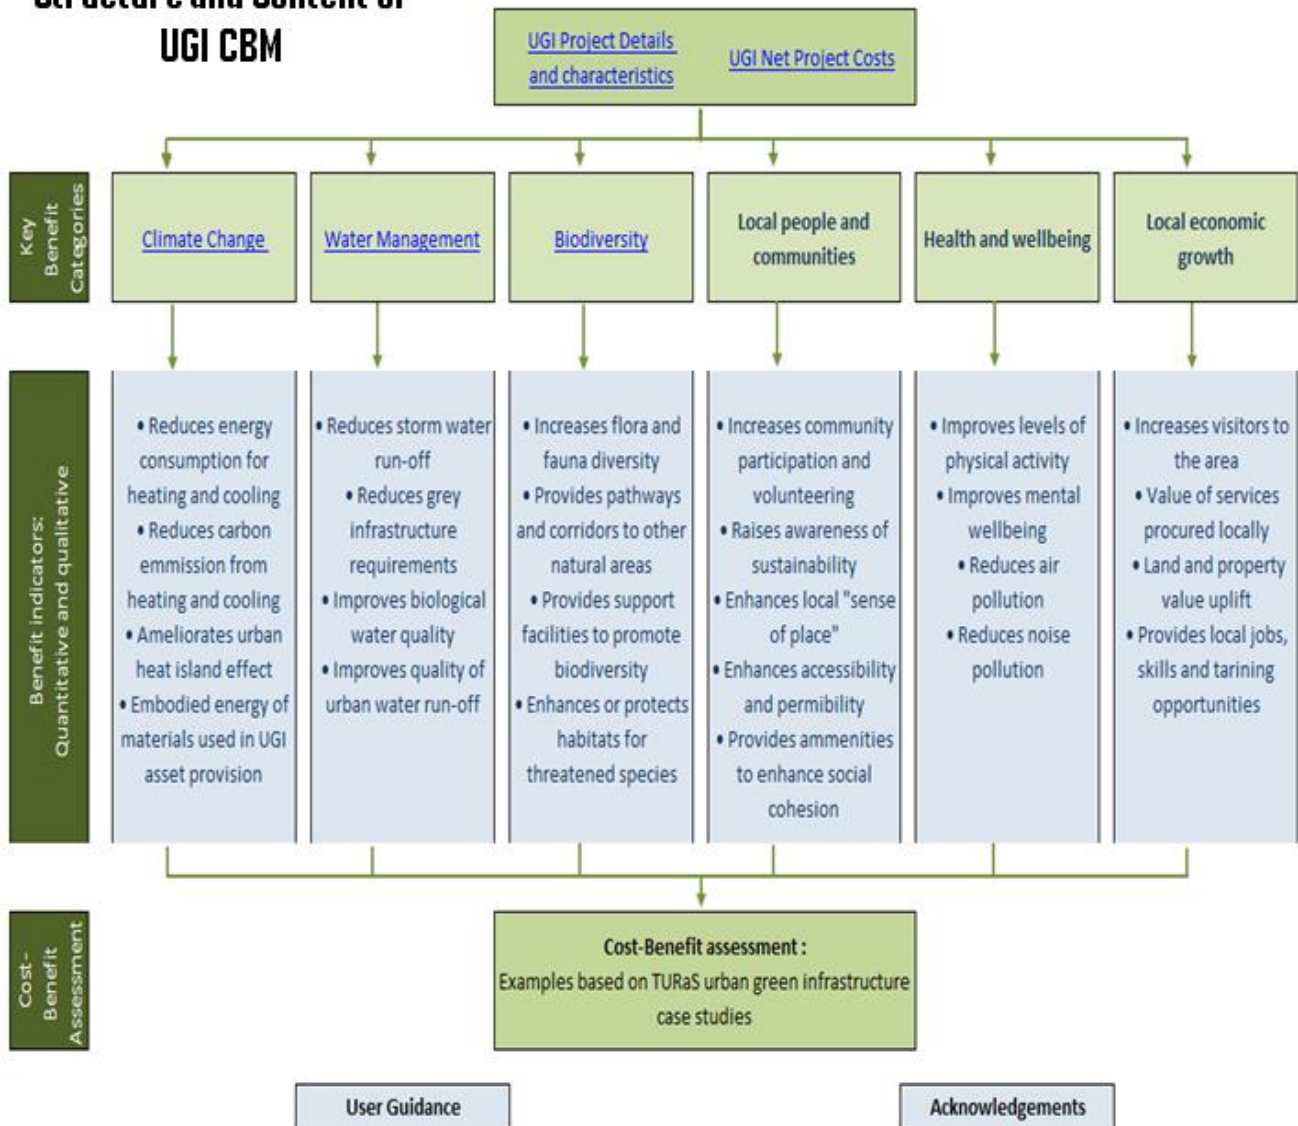 Structure and Content of
UGI CBM
UGI Project Details
and characteristics
UGI Net Project Costs
Key
Benefit
Categories
Climate Change
Water Management
Biodiversity
Local people and
communities
Health and wellbeing
Local economic
growth
Benefit indicators:
Quantitative and qualitative
• Reduces energy
consumption for
heating and cooling
• Reduces carbon
emmission from
heating and cooling
• Ameliorates urban
heat island effect
• Embodied energy of
materials used in UGI
asset provision
• Reduces storm water
run-off
• Reduces grey
infrastructure
requirements
• Improves biological
water quality
• Improves quality of
urban water run-off
• Increases flora and
fauna diversity
• Provides pathways
and corridors to other
natural areas
• Provides support
facilities to promote
biodiversity
• Enhances or protects
habitats for
threatened species
• Increases community
participation and
volunteering
• Raises awareness of
sustainability
• Enhances local "sense
of place"
• Enhances accessibility
and permibility
• Provides ammenities
to enhance social
cohesion
• Improves levels of
physical activity
• Improves mental
wellbeing
• Reduces air
pollution
• Reduces noise
pollution
• Increases visitors to
the area
• Value of services
procured locally
• Land and property
value uplift
• Provides local jobs,
skills and tarining
opportunities
Cost-
Benefit
Assessment
Cost-Benefit assessment :
Examples based on TURaS urban green infrastructure
case studies
User Guidance
Acknowledgements